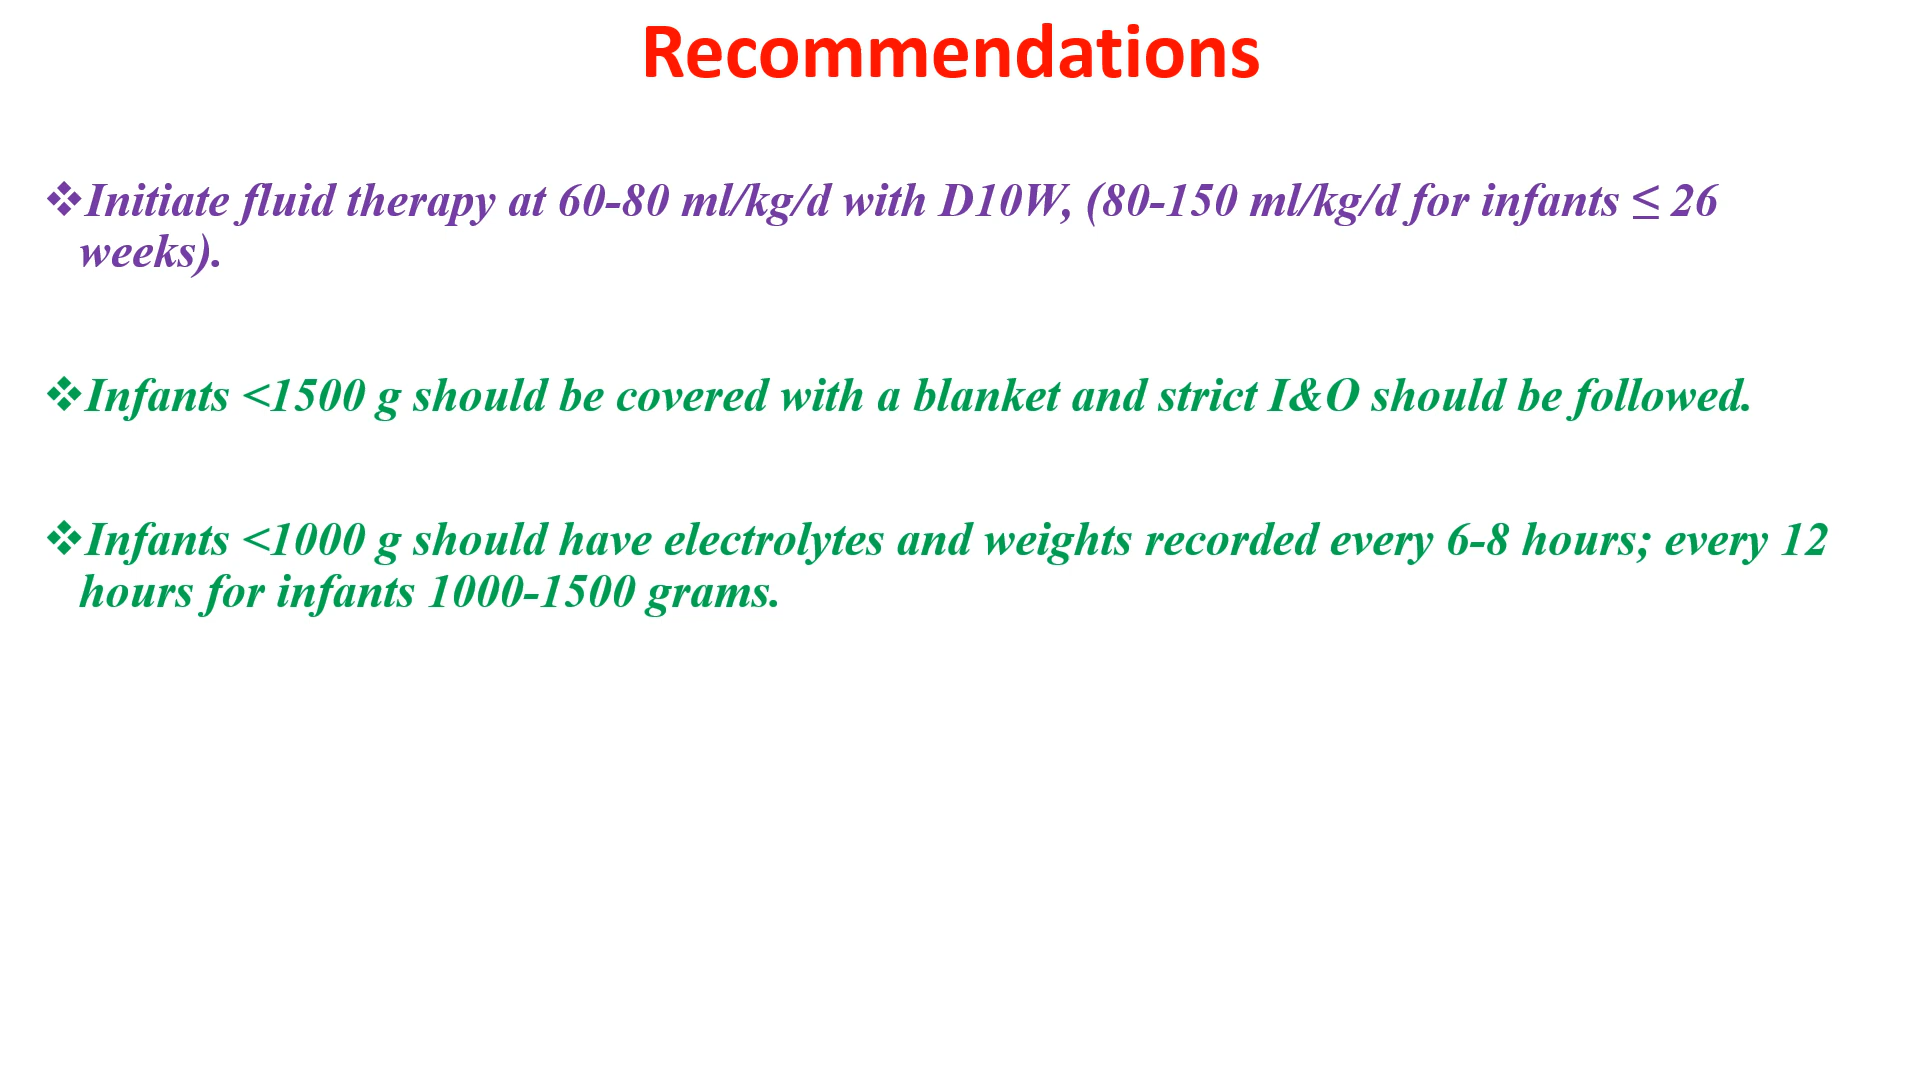 Recommendations
❖Initiate fluid therapy at 60-80 ml/kg/d with D10W, (80-150 ml/kg/d for infants ≤ 26
weeks).
❖Infants <1500 g should be covered with a blanket and strict I&O should be followed.
❖Infants <1000 g should have electrolytes and weights recorded every 6-8 hours; every 12
hours for infants 1000-1500 grams.